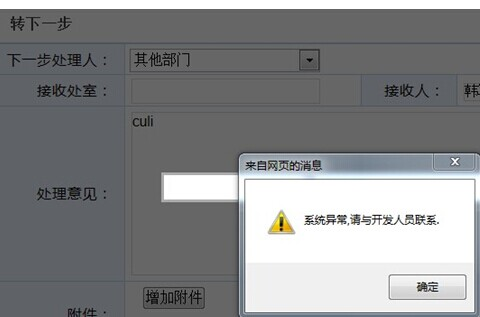 转下一步
下一步处理人： 其他部门
接收处室： 接收人： 韩
culi
处理意见：
来自网页的消息
系统异常,请与开发人员联系.
确定
增加附件
附件：